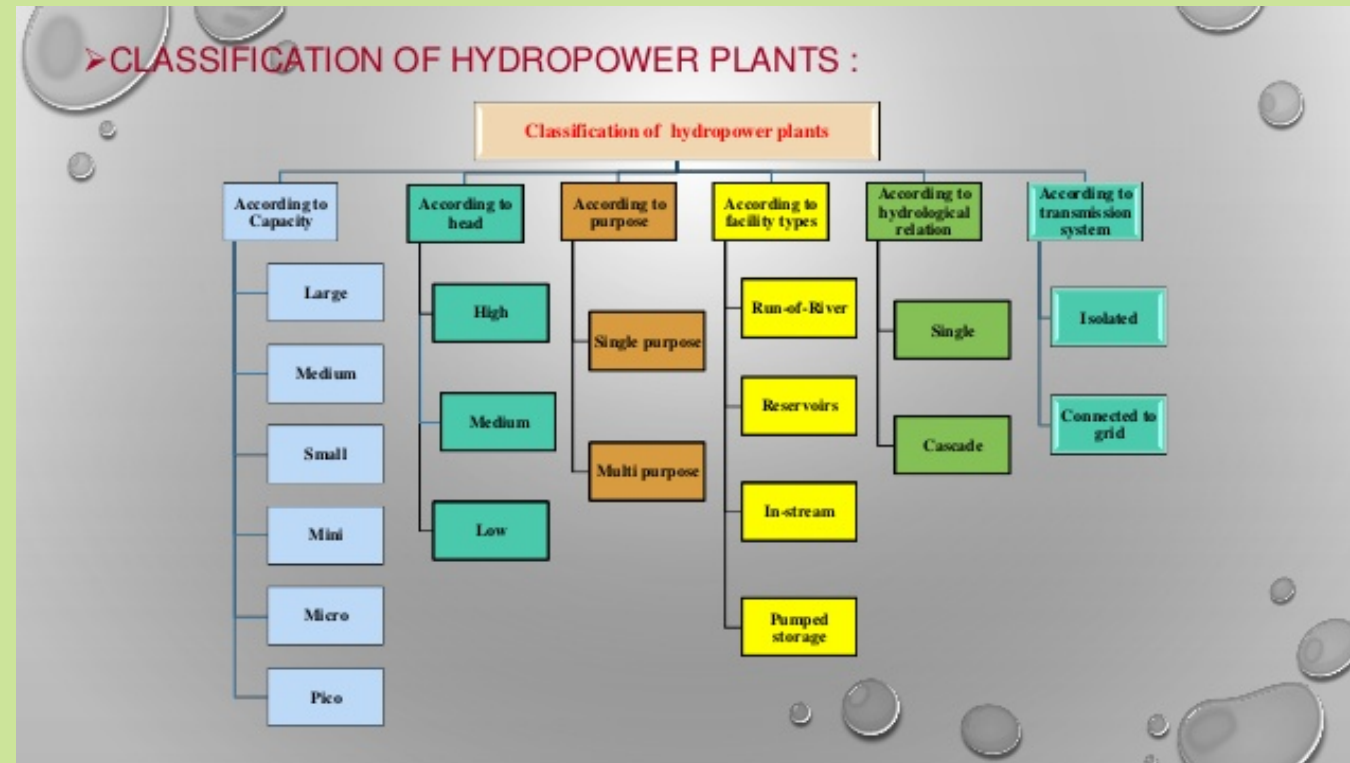 ➢CLASSIFICATION OF HYDROPOWER PLANTS :
Classification of hydropower plants
According to
Capacity
Large
Medium
Small
Mini
Micro
Pico
According to
head
High
Medium
Low
According to
purpose
Single purpose
Multi purpose
According to
facility types
Run-of-River
Reservoirs
In-stream
Pumped
storage
According to
hydrological
relation
Single
Cascade
According to
transmission
system
Isolated
Connected to
grid